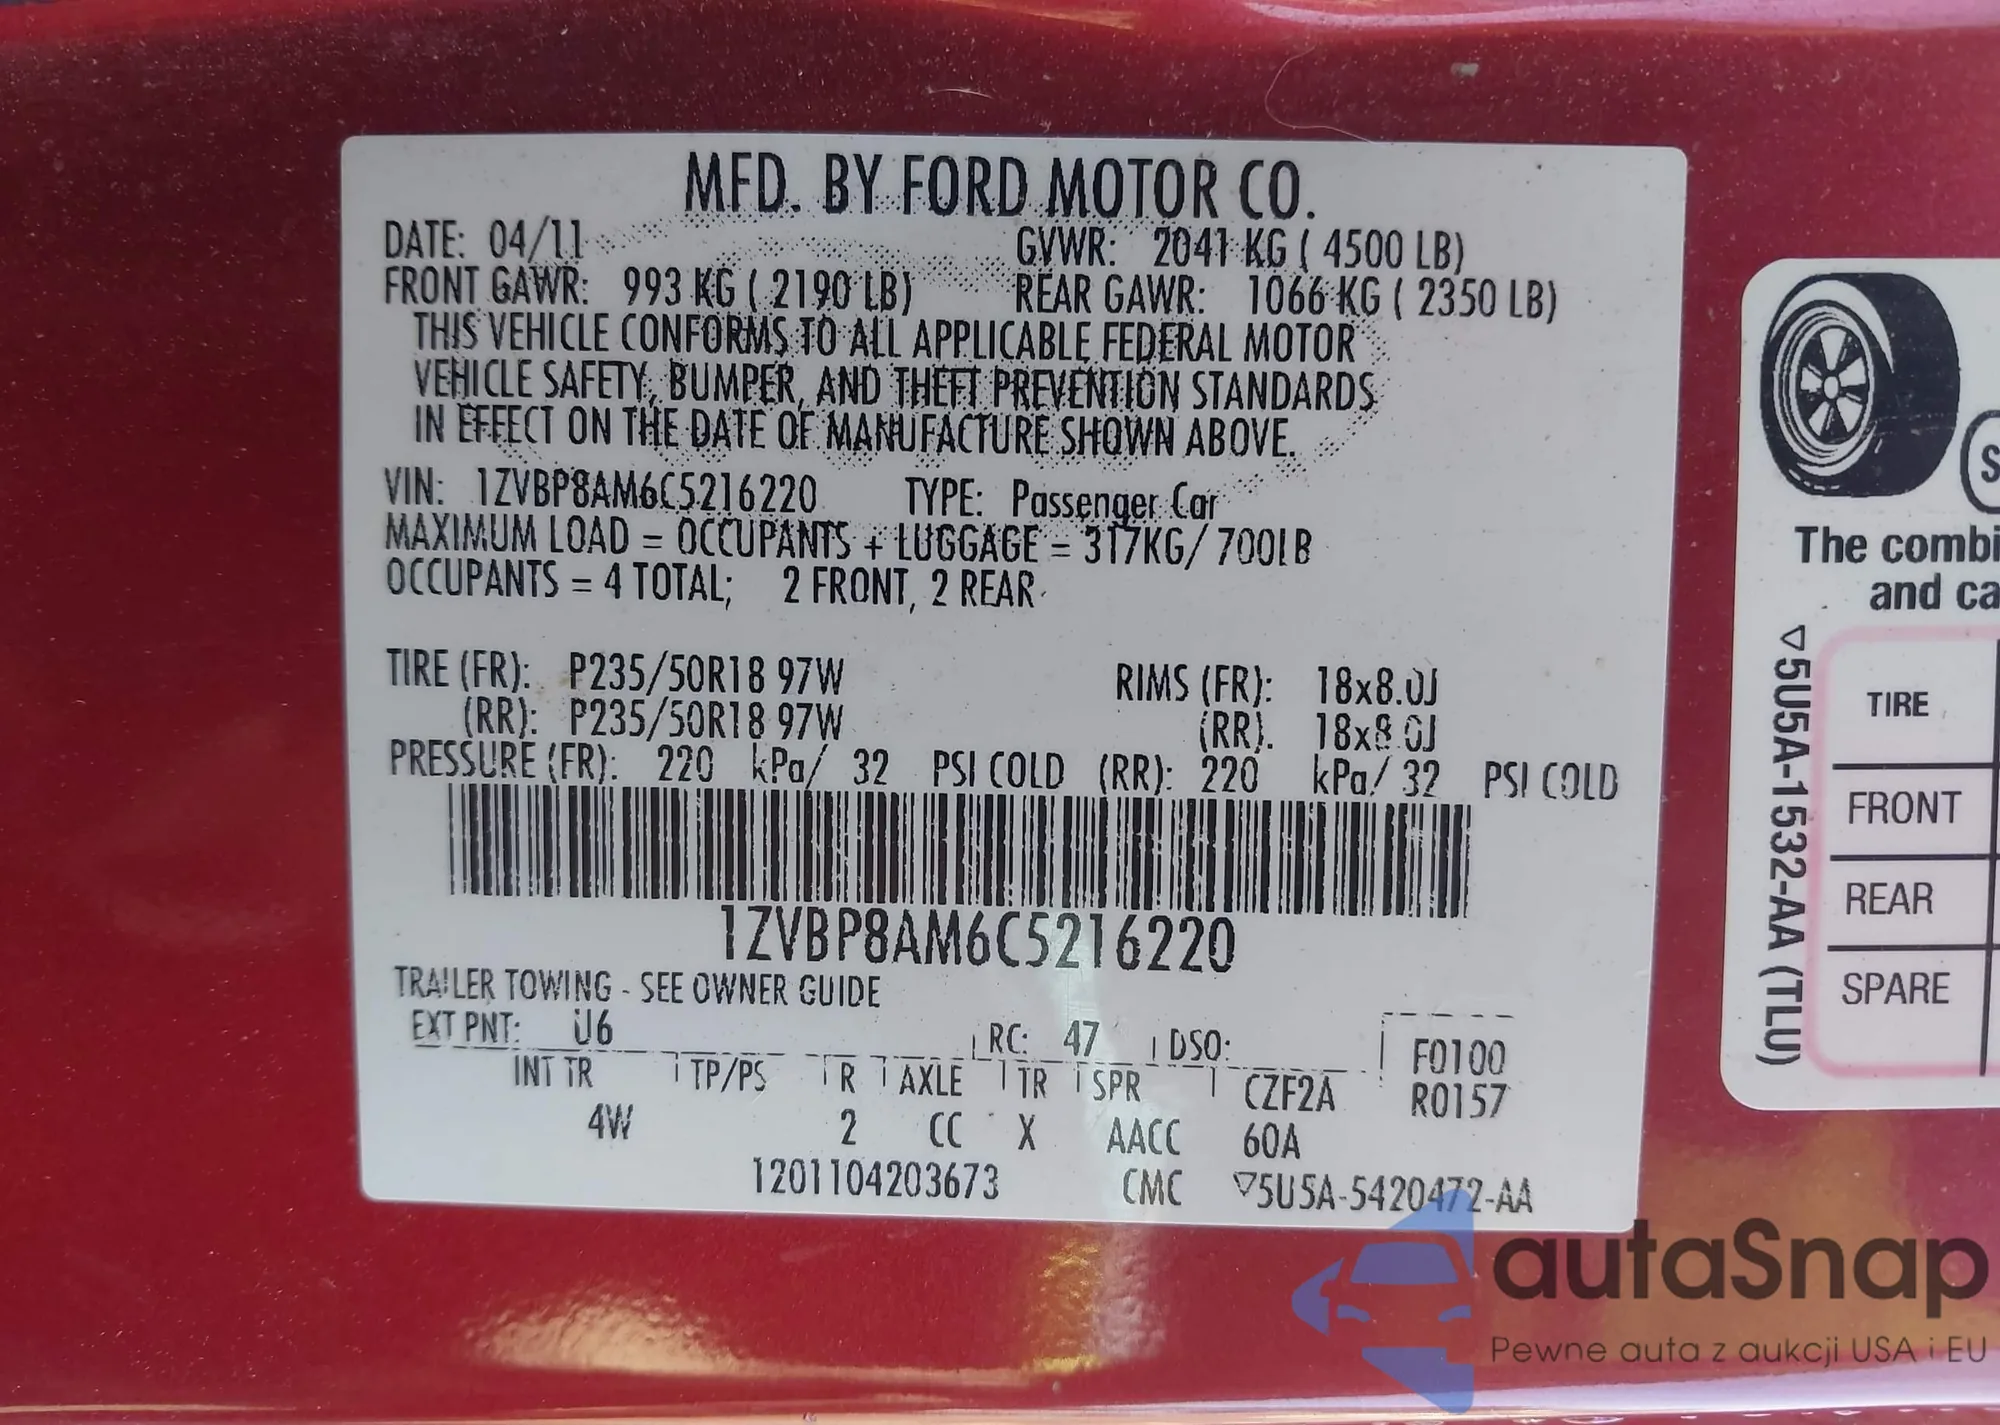 MFD. BY FORD MOTOR CO.
DATE: 04/11 GVWR: 2041 KG ( 4500 LB)
FRONT GAWR: 993 KG ( 2190 LB) REAR GAWR: 1066 KG ( 2350 LB)
THIS VEHICLE CONFORMS TO ALL APPLICABLE FEDERAL MOTOR
VEHICLE SAFETY, BUMPER, AND THEFT PREVENTION STANDARDS
IN EFFECT ON THE DATE OF MANUFACTURE SHOWN ABOVE.
VIN: 1ZVBP8AM6C5216220 TYPE: Passenger Car
MAXIMUM LOAD = OCCUPANTS + LUGGAGE = 317KG/ 700LB
OCCUPANTS = 4 TOTAL; 2 FRONT, 2 REAR
TIRE (FR): P235/50R18 97W RIMS (FR): 18x8.0J
(RR): P235/50R18 97W (RR). 18x8.0J
PRESSURE (FR): 220 kPa/ 32 PSI COLD (RR): 220 kPa/ 32 PSI COLD
1ZVBP8AM6C5216220
TRAILER TOWING - SEE OWNER GUIDE
EXT PNT: U6 RC: 47 DSO: F0100
INT TR TP/PS R AXLE TR SPR CZF2A R0157
4W 2 CC X AACC 60A
1201104203673 CMC ▽5U5A-5420472-AA
S
The combi
and ca
▽5U5A-1532-AA (TLU)
TIRE
FRONT
REAR
SPARE
autaSnap
Pewne auta z aukcji USA i EU